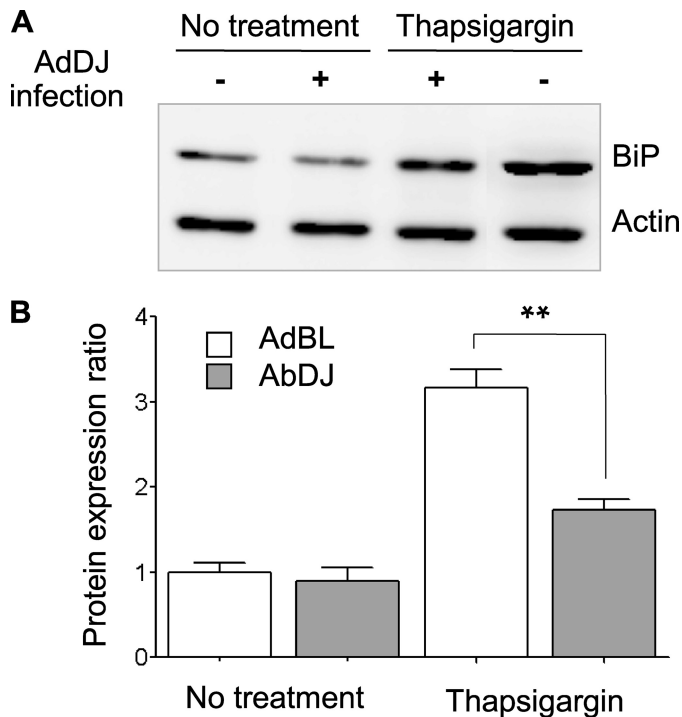 A
No treatment Thapsigargin
AdDJ
infection
- + + -
BiP
Actin
B
4
3
2
1
0
Protein expression ratio
AdBL
AbDJ
**
No treatment Thapsigargin